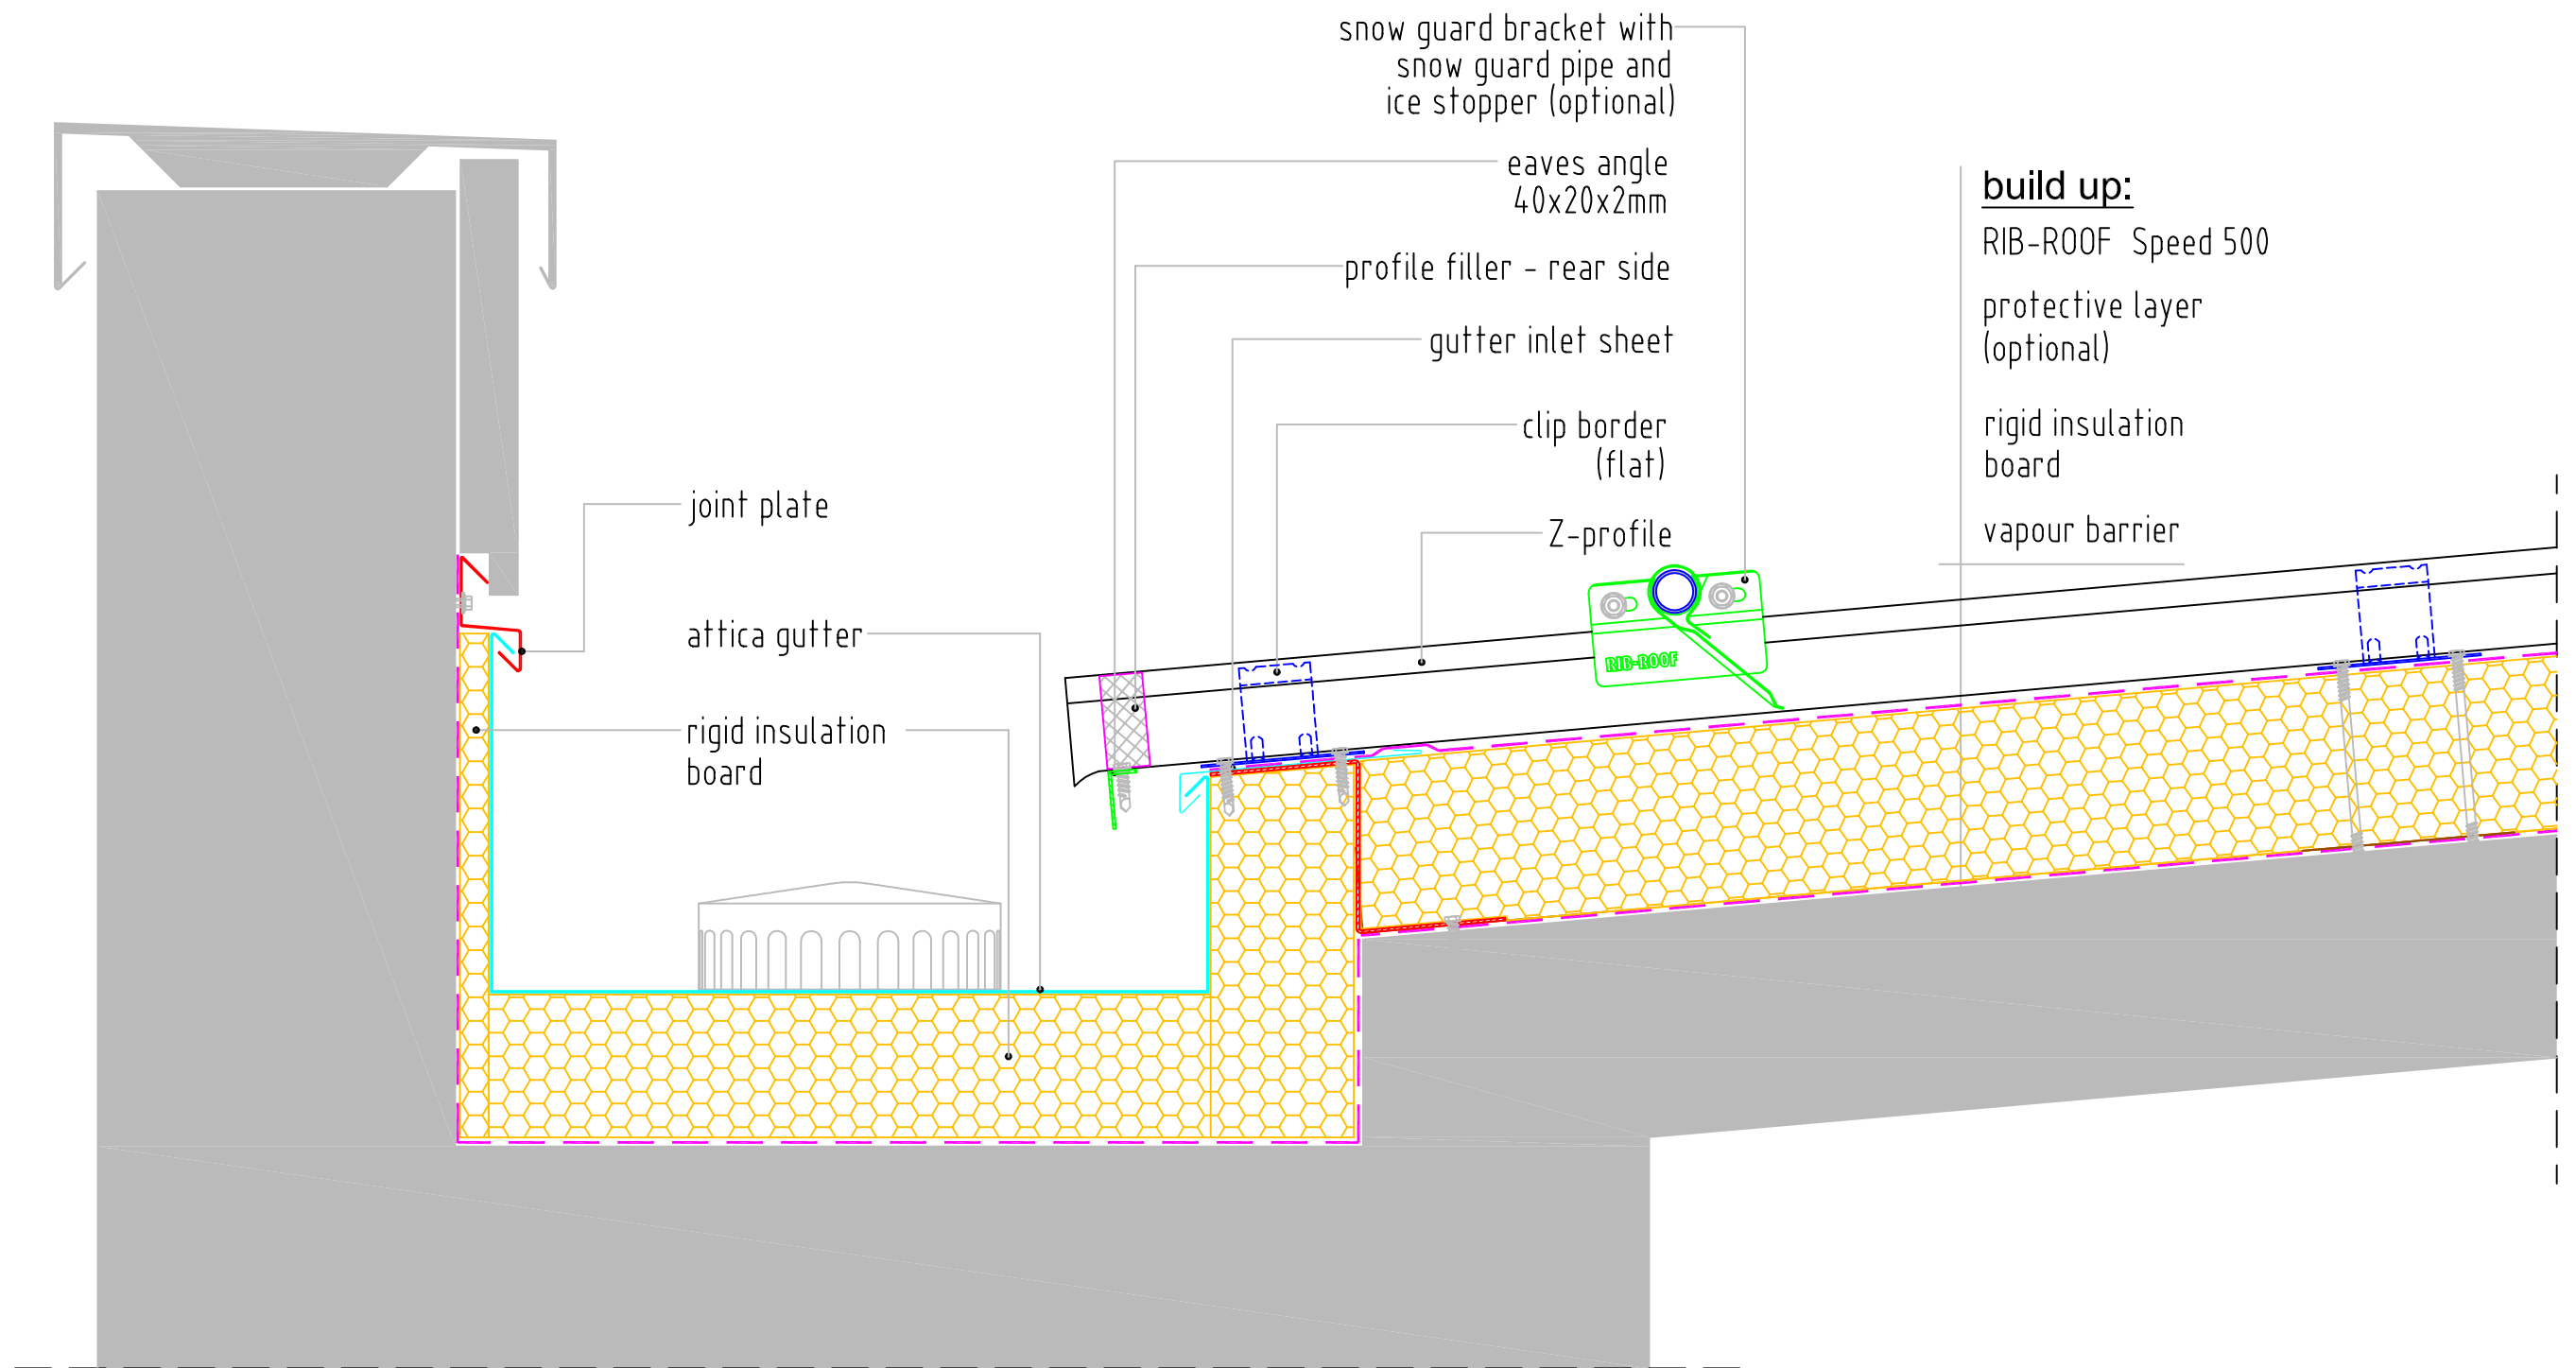 snow guard bracket with
snow guard pipe and
ice stopper (optional)
eaves angle
40x20x2mm
profile filler - rear side
gutter inlet sheet
clip border
(flat)
Z-profile
build up:
RIB-ROOF Speed 500
protective layer
(optional)
rigid insulation
board
vapour barrier
joint plate
attica gutter
rigid insulation
board
RIB-ROOF